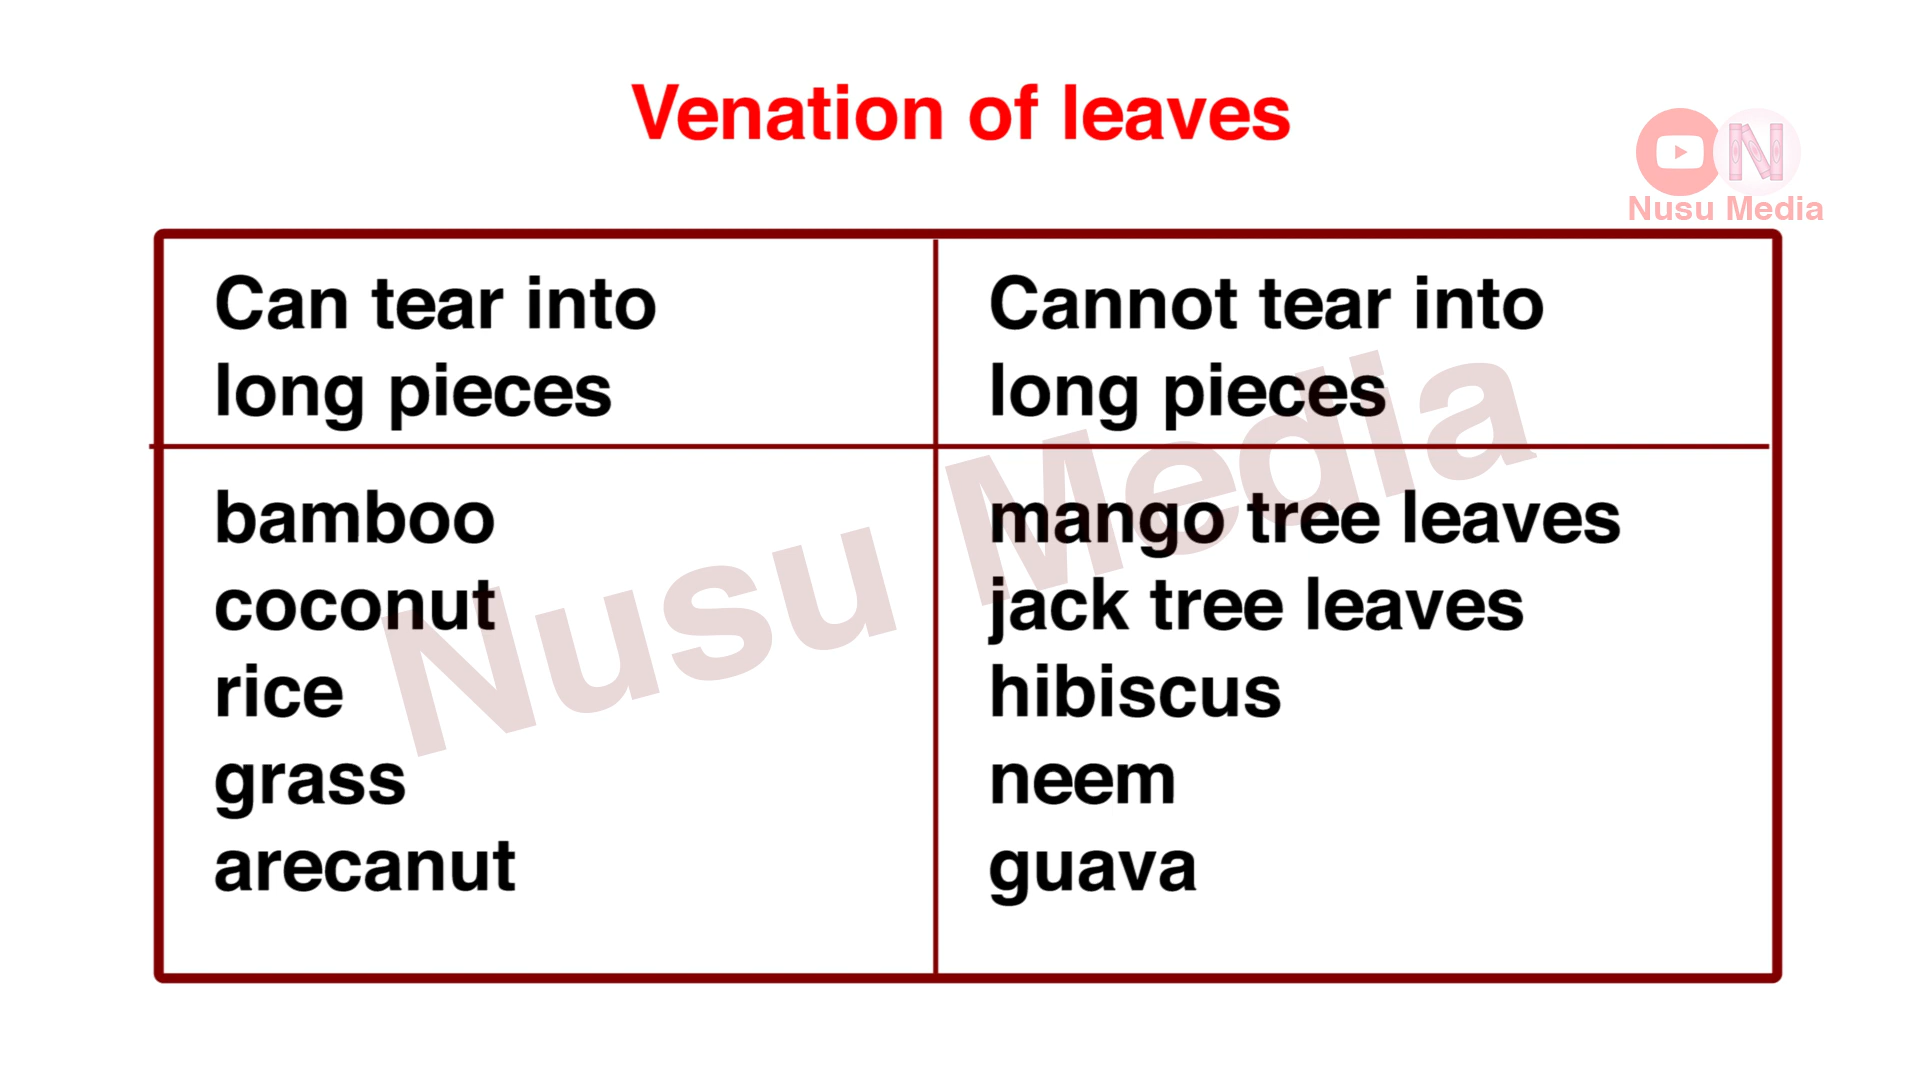 Venation of leaves
Nusu Media
Can tear into
long pieces
Cannot tear into
long pieces
bamboo
coconut
rice
grass
arecanut
mango tree leaves
jack tree leaves
hibiscus
neem
guava
Nusu Media